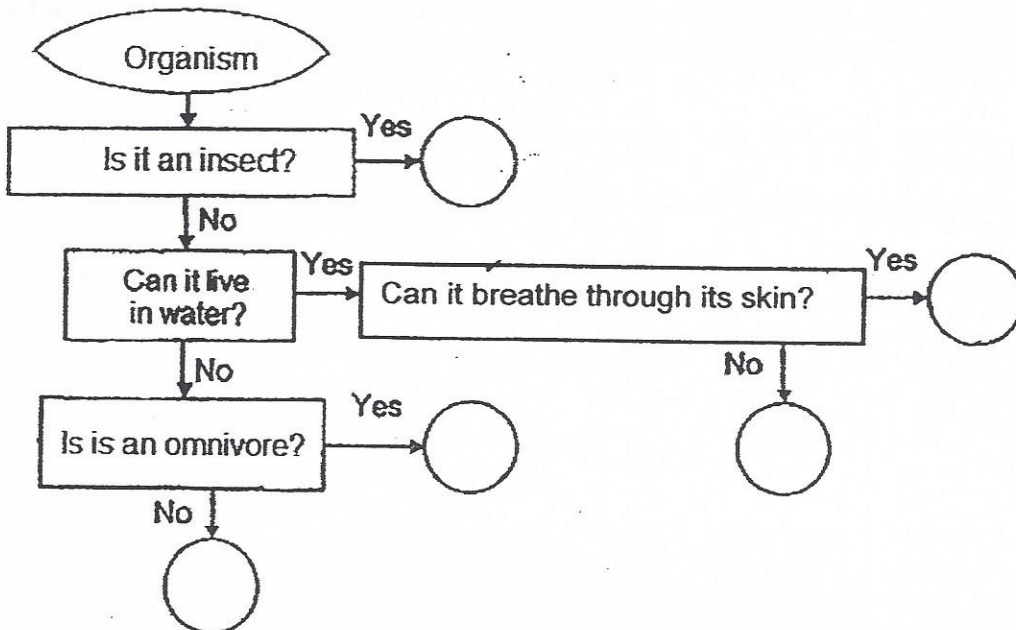 Organism
Is it an insect?
Yes
No
Can it live
in water?
Yes
Can it breathe through its skin?
Yes
No
No
Is is an omnivore?
Yes
No